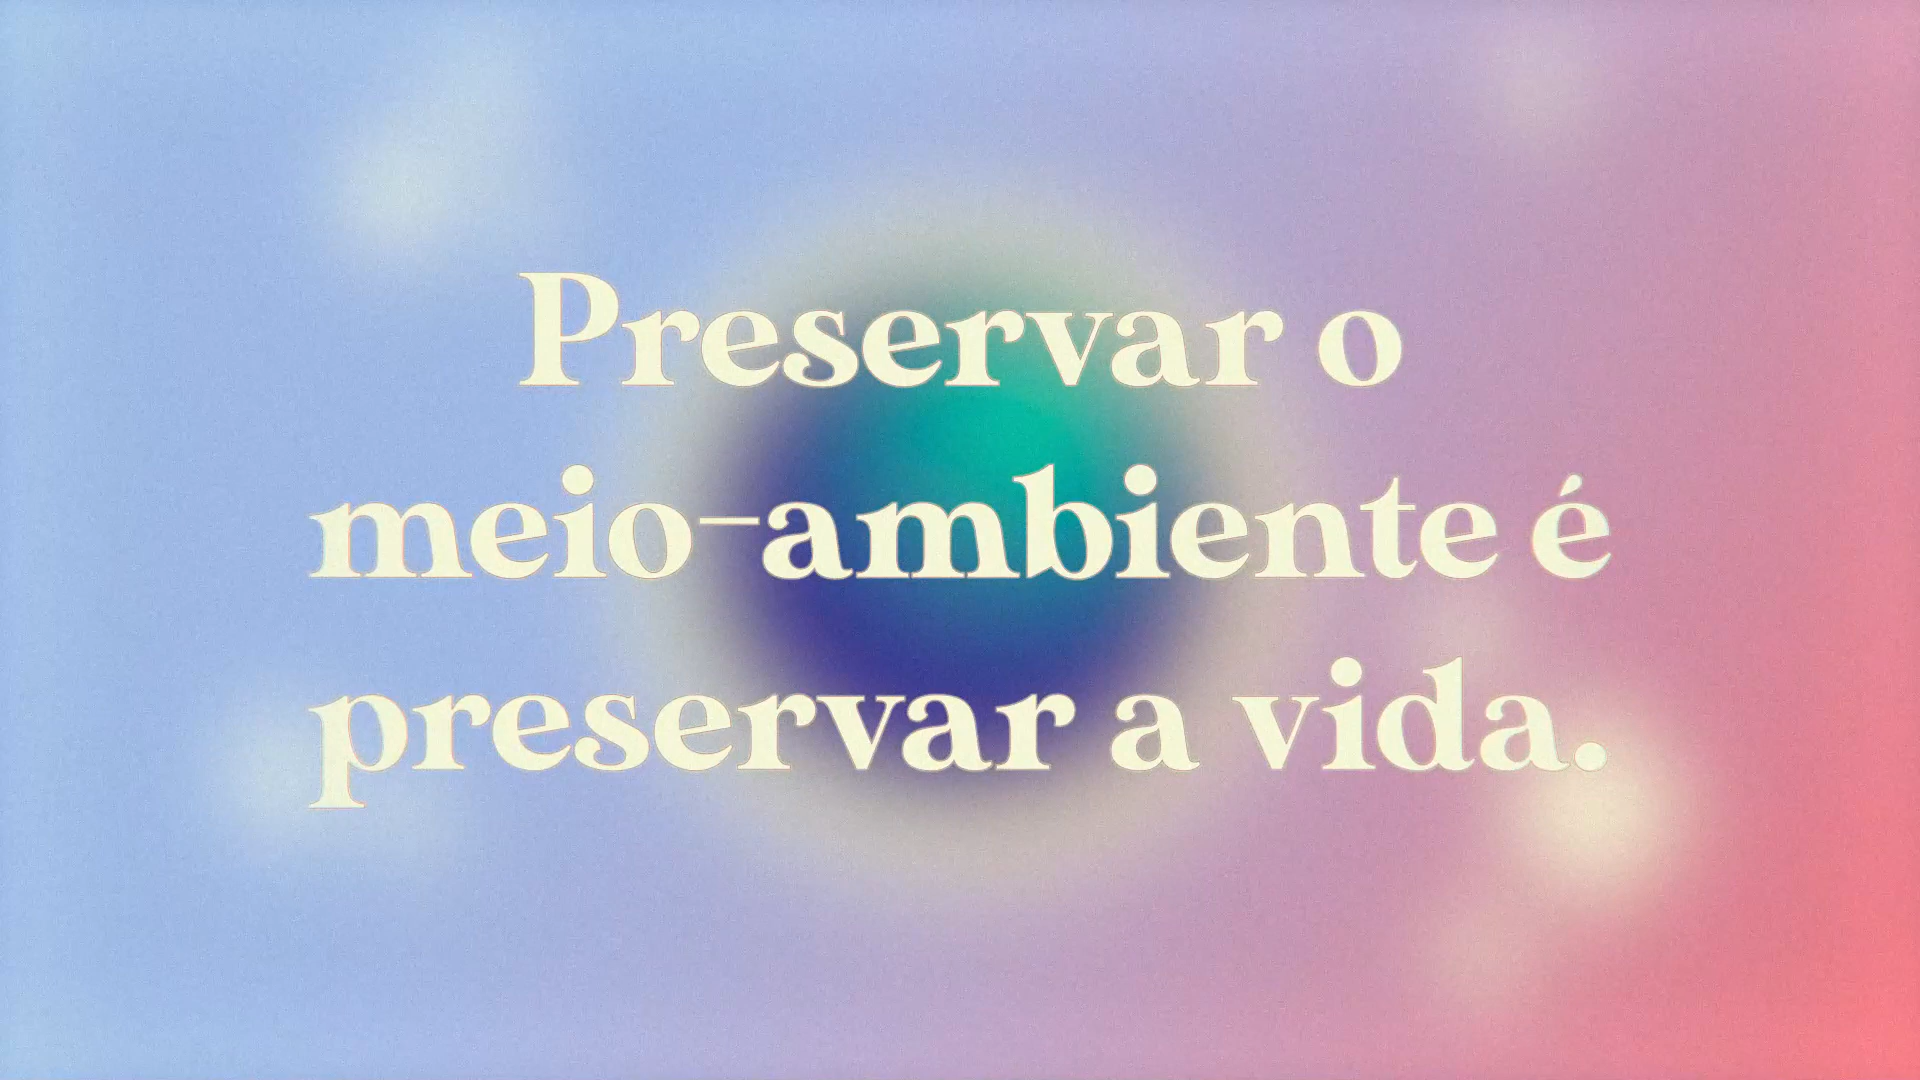 Preservar o
meio-ambiente é
preservar a vida.